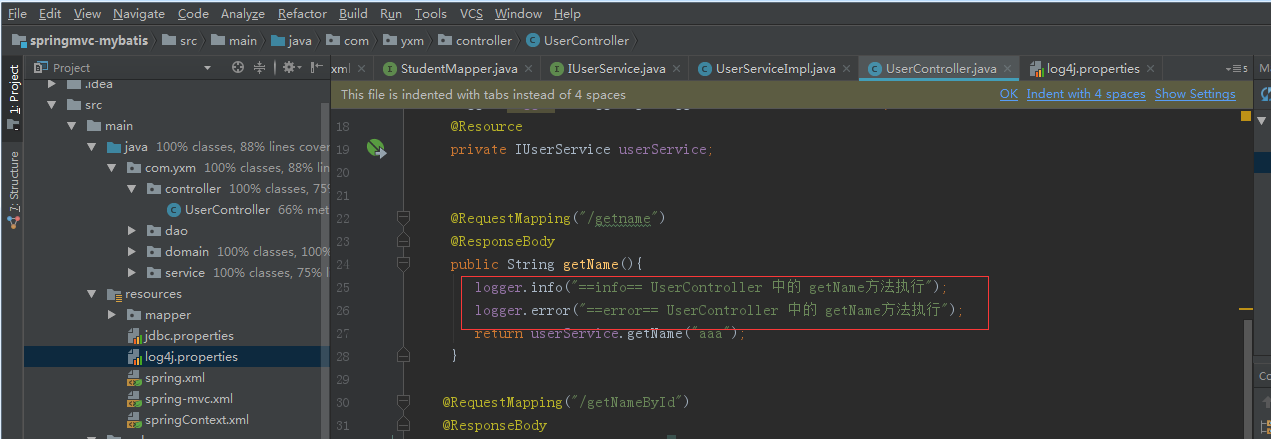 File Edit View Navigate Code Analyze Refactor Build Run Tools VCS Window Help
springmvc-mybatis src main java com yxm controller UserController
Project
xml StudentMapper.java IUserService.java UserServiceImpl.java UserController.java log4j.properties
This file is indented with tabs instead of 4 spaces OK Indent with 4 spaces Show Settings
1: Project
7: Structure
.idea
src
main
java 100% classes, 88% lines cover
com.yxm 100% classes, 88% lin
controller 100% classes, 75%
UserController 66% met
dao
domain 100% classes, 100%
service 100% classes, 75% l
resources
mapper
jdbc.properties
log4j.properties
spring.xml
spring-mvc.xml
springContext.xml
18 @Resource
19 private IUserService userService;
20
21
22 @RequestMapping("/getname")
23 @ResponseBody
24 public String getName(){
25 logger.info("==info== UserController 中的 getName方法执行");
26 logger.error("==error== UserController 中的 getName方法执行");
27 return userService.getName("aaa");
28 }
29
30 @RequestMapping("/getNameById")
31 @ResponseBody